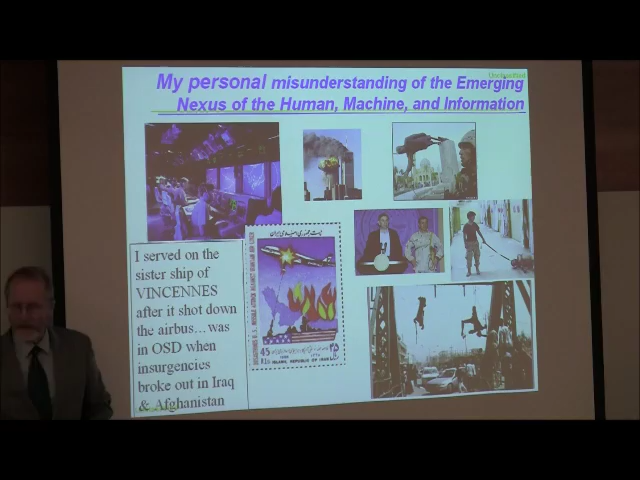 Unclassified
My personal misunderstanding of the Emerging
Nexus of the Human, Machine, and Information
I served on the
sister ship of
VINCENNES
after it shot down
the airbus...was
in OSD when
insurgencies
broke out in Iraq
& Afghanistan
45
ISLAMIC REPUBLIC OF IRAN